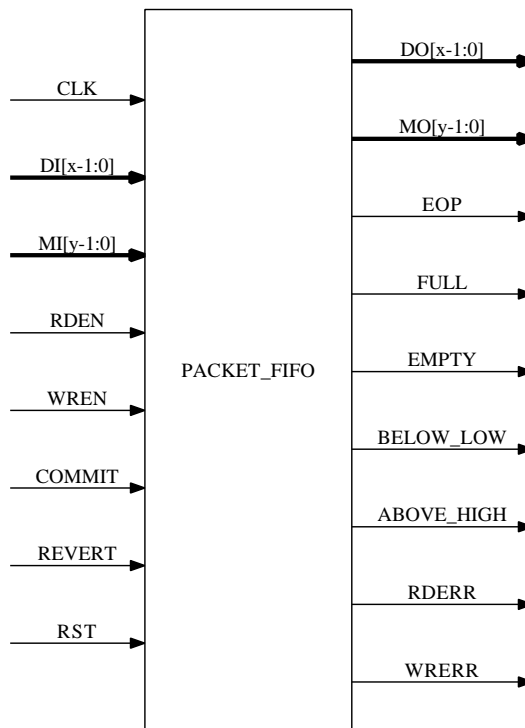 CLK
DI[x-1:0]
MI[y-1:0]
RDEN
WREN
COMMIT
REVERT
RST
PACKET_FIFO
DO[x-1:0]
MO[y-1:0]
EOP
FULL
EMPTY
BELOW_LOW
ABOVE_HIGH
RDERR
WRERR